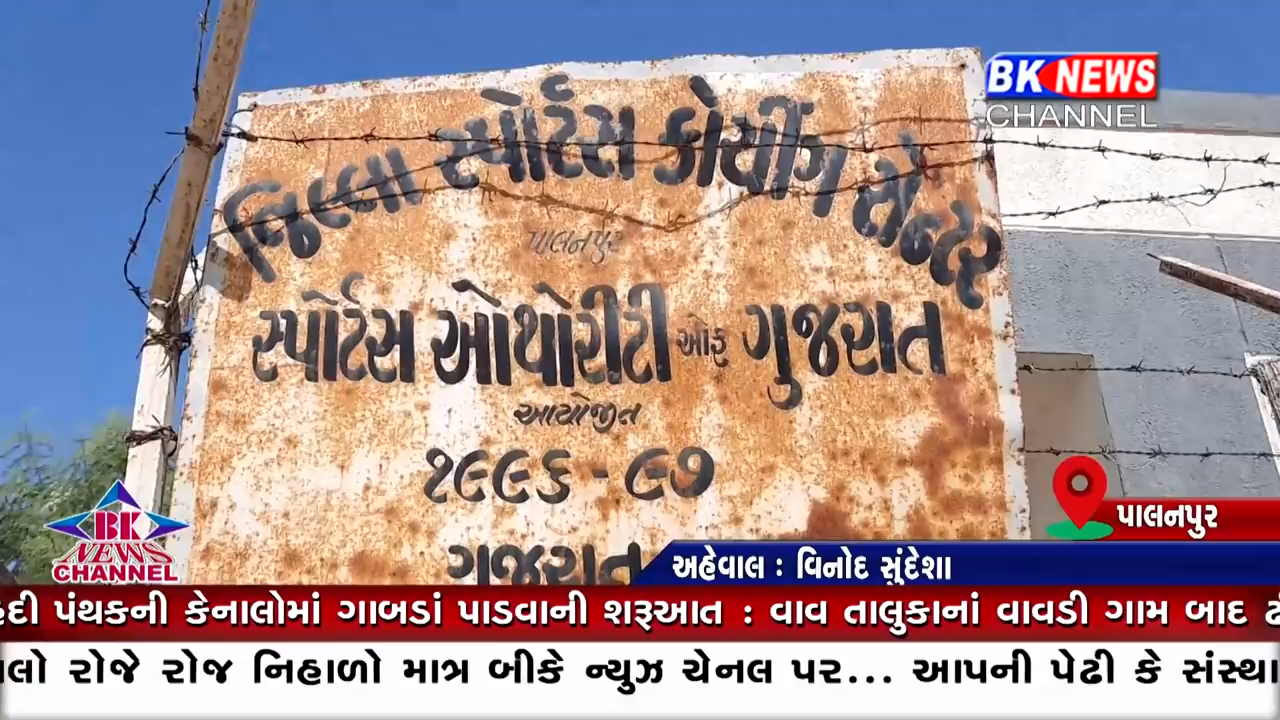 BK NEWS
CHANNEL
જિલ્લા સ્પોર્ટસ કોચીંગ સેન્ટર
પાલનપુર
સ્પોર્ટસ ઓથોરીટી ઓફ ગુજરાત
આયોજીત
૧૯૯૬ - ૯૭
ગુજરાત
પાલનપુર
BK
NEWS
CHANNEL
અહેવાલ : વિનોદ સુંદેશા
પંથકની કેનાલોમાં ગાબડાં પાડવાની શરૂઆત : વાવ તાલુકાનાં વાવડી ગામ બાદ
રોજે રોજ નિહાળો માત્ર બીકે ન્યુઝ ચેનલ પર... આપની પેઢી કે સંસ્થા